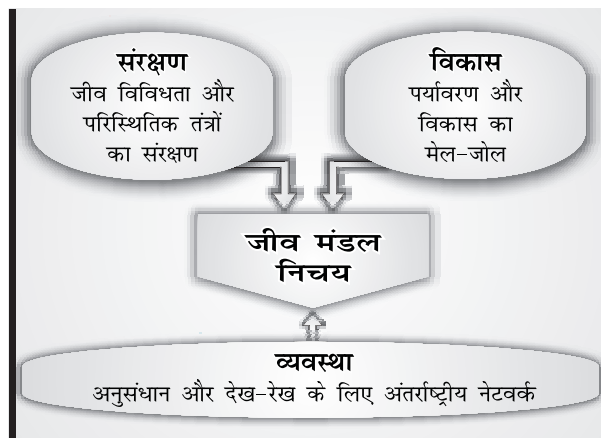 संरक्षण
जीव विविधता और
परिस्थितिक तंत्रों
का संरक्षण
विकास
पर्यावरण और
विकास का
मेल-जोल
जीव मंडल
निचय
व्यवस्था
अनुसंधान और देख-रेख के लिए अंतर्राष्ट्रीय नेटवर्क